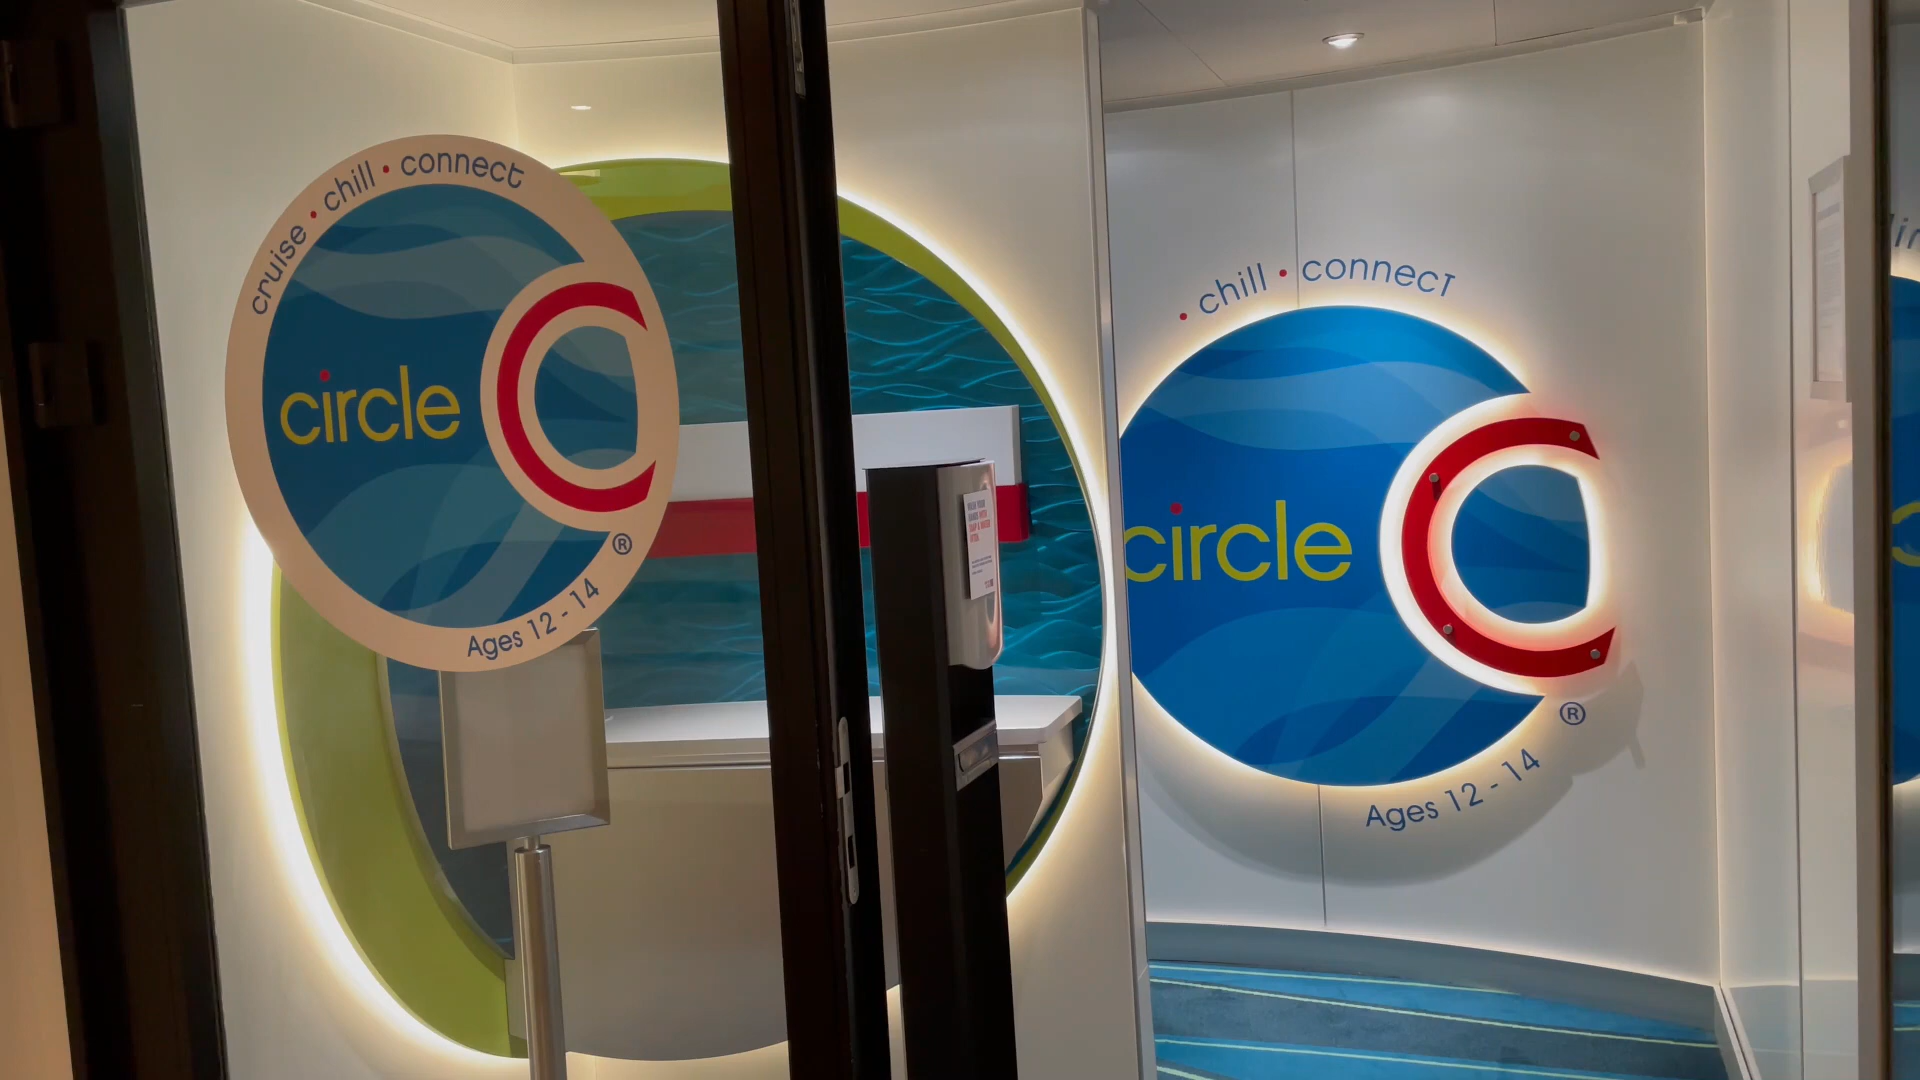 cruise • chill • connect
circle C
®
Ages 12 - 14
• chill • connect
circle C
®
Ages 12 - 14